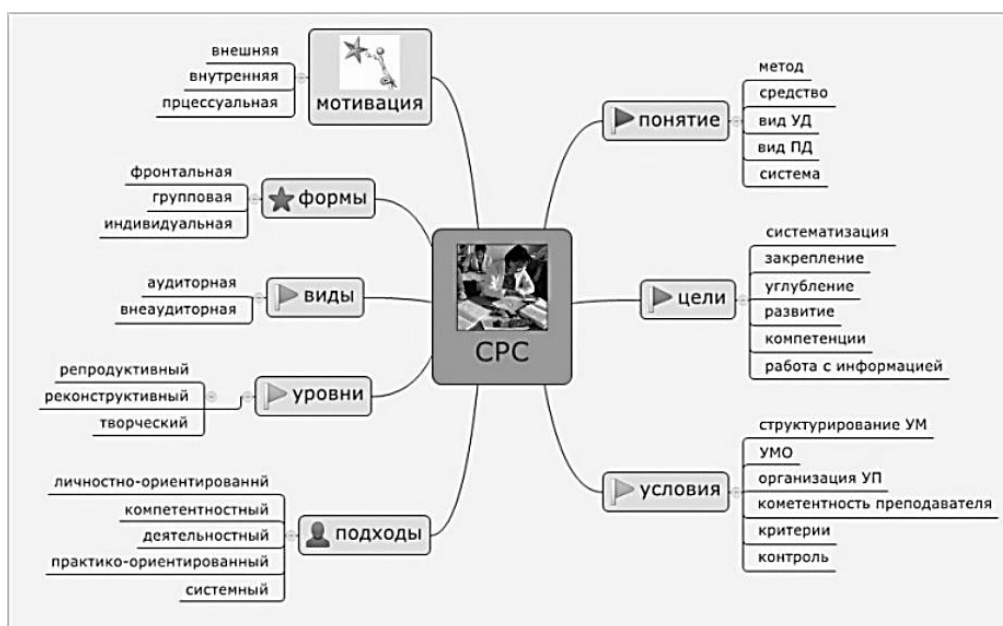 внешняя
внутренняя
прцессуальная
мотивация
фронтальная
групповая
индивидуальная
формы
аудиторная
внеаудиторная
виды
репродуктивный
реконструктивный
творческий
уровни
личностно-ориентированнй
компетентностный
деятельностный
практико-ориентированный
системный
подходы
СРС
понятие
метод
средство
вид УД
вид ПД
система
цели
систематизация
закрепление
углубление
развитие
компетенции
работа с информацией
условия
структурирование УМ
УМО
организация УП
кометентность преподавателя
критерии
контроль